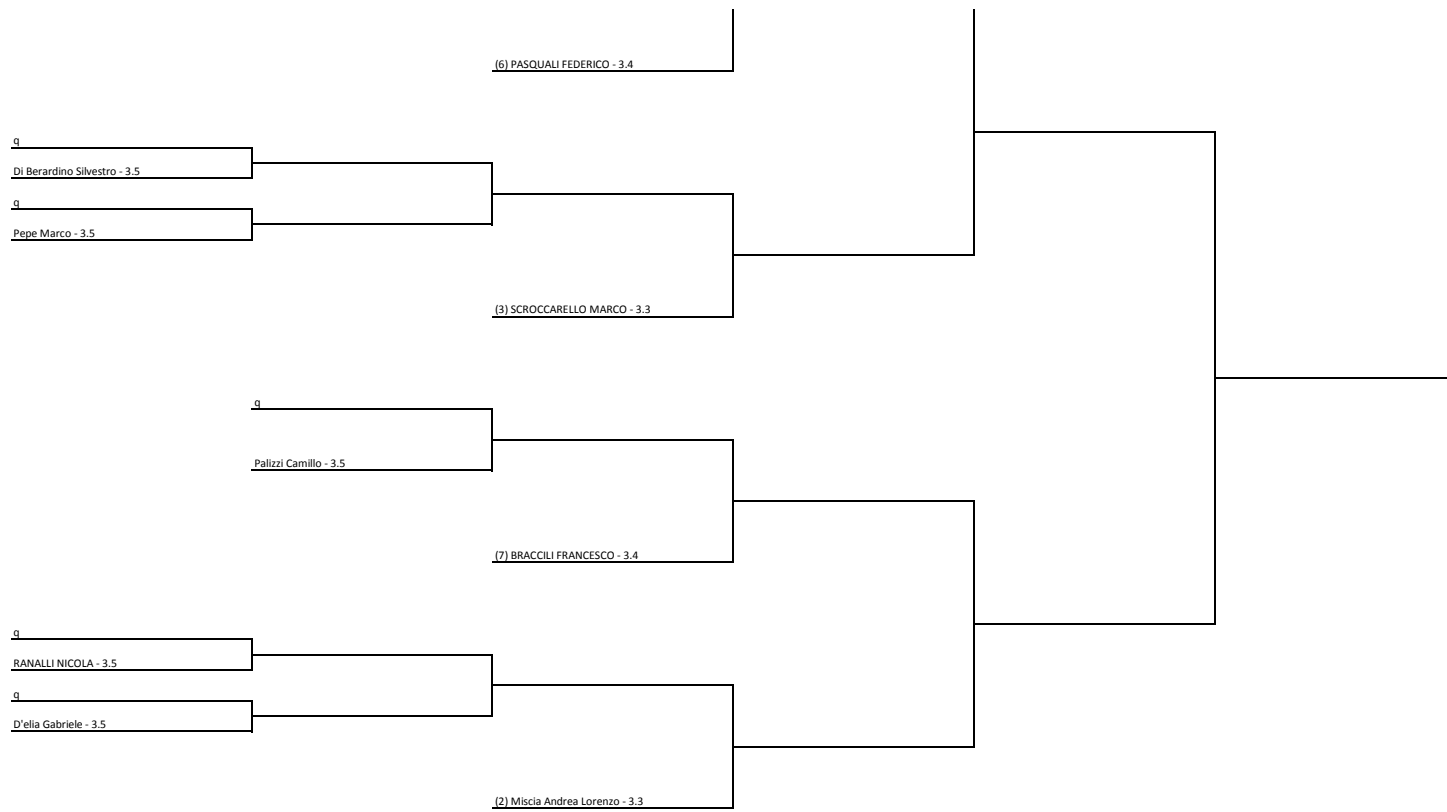 (6) PASQUALI FEDERICO - 3.4
q
Di Berardino Silvestro - 3.5
q
Pepe Marco - 3.5
(3) SCROCCARELLO MARCO - 3.3
q
Palizzi Camillo - 3.5
(7) BRACCILI FRANCESCO - 3.4
q
RANALLI NICOLA - 3.5
q
D'elia Gabriele - 3.5
(2) Miscia Andrea Lorenzo - 3.3